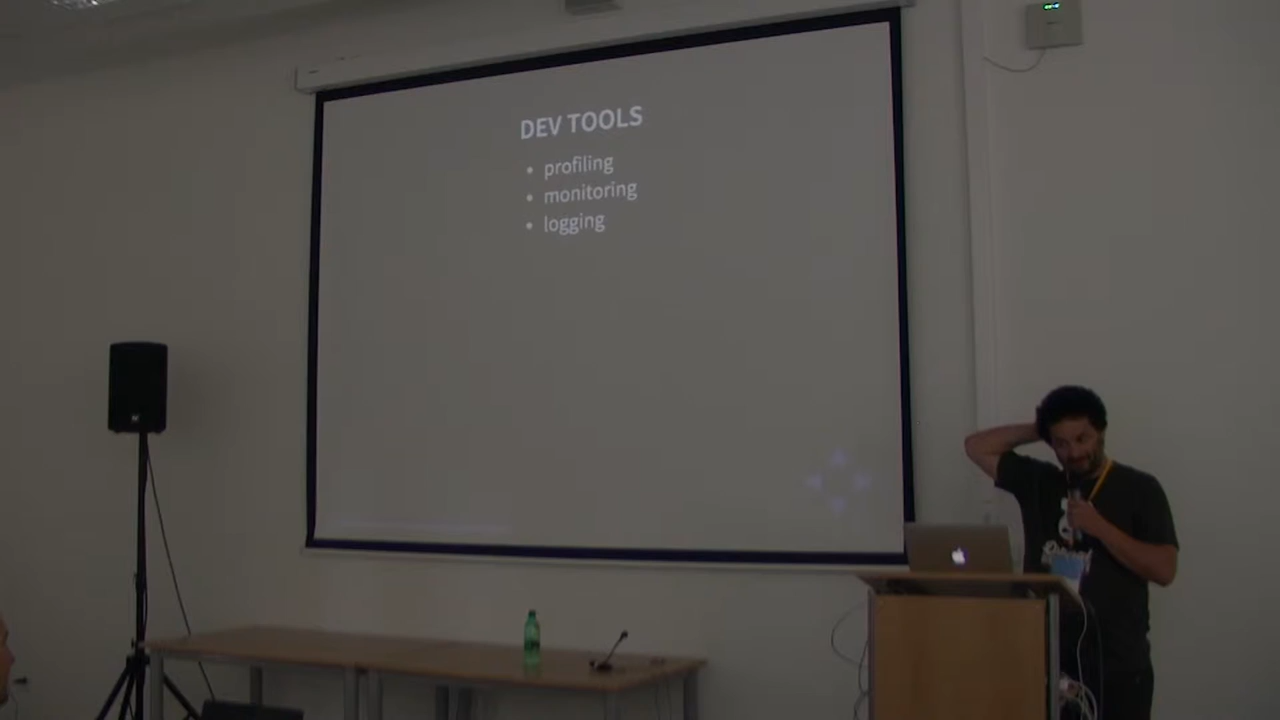 DEV TOOLS
• profiling
• monitoring
• logging